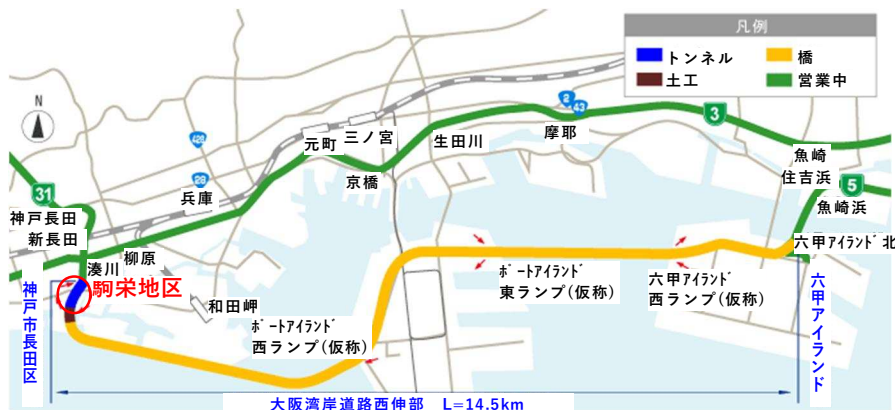 凡例
トンネル
橋
土工
営業中
N
2
43
3
三ノ宮
元町
摩耶
生田川
428
魚崎
京橋
28
住吉浜
5
31
兵庫
魚崎浜
神戸長田
新長田
六甲アイランド北
柳原
湊川
駒栄地区
ポートアイランド
東ランプ(仮称)
六甲アイランド
西ランプ(仮称)
和田岬
ポートアイランド
西ランプ(仮称)
神戸市長田区
六甲アイランド
大阪湾岸道路西伸部 L=14.5km